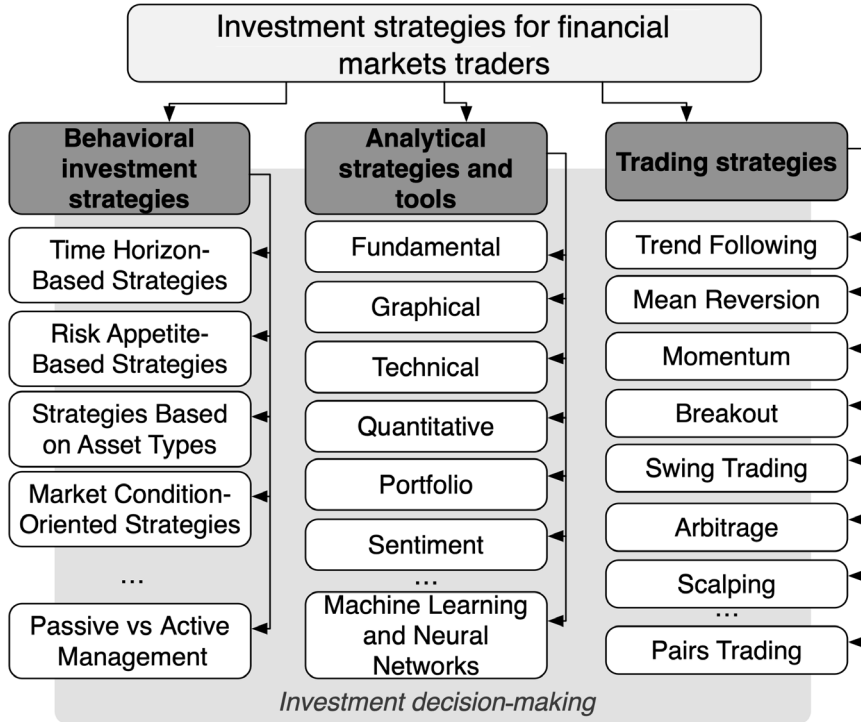 Investment strategies for financial
markets traders
Behavioral
investment
strategies
Time Horizon-
Based Strategies
Risk Appetite-
Based Strategies
Strategies Based
on Asset Types
Market Condition-
Oriented Strategies
...
Passive vs Active
Management
Analytical
strategies and
tools
Fundamental
Graphical
Technical
Quantitative
Portfolio
Sentiment
...
Machine Learning
and Neural
Networks
Trading strategies
Trend Following
Mean Reversion
Momentum
Breakout
Swing Trading
Arbitrage
Scalping
...
Pairs Trading
Investment decision-making